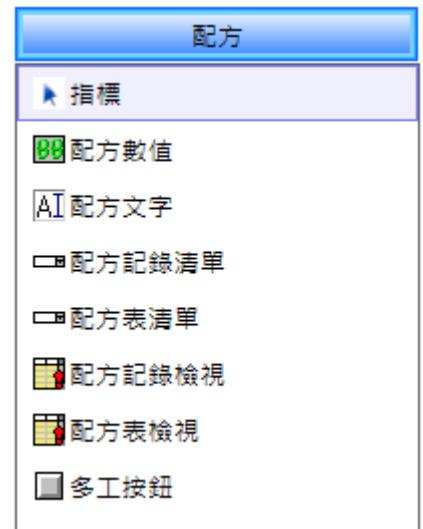 配方
指標
配方數值
配方文字
配方記錄清單
配方表清單
配方記錄檢視
配方表檢視
多工按鈕